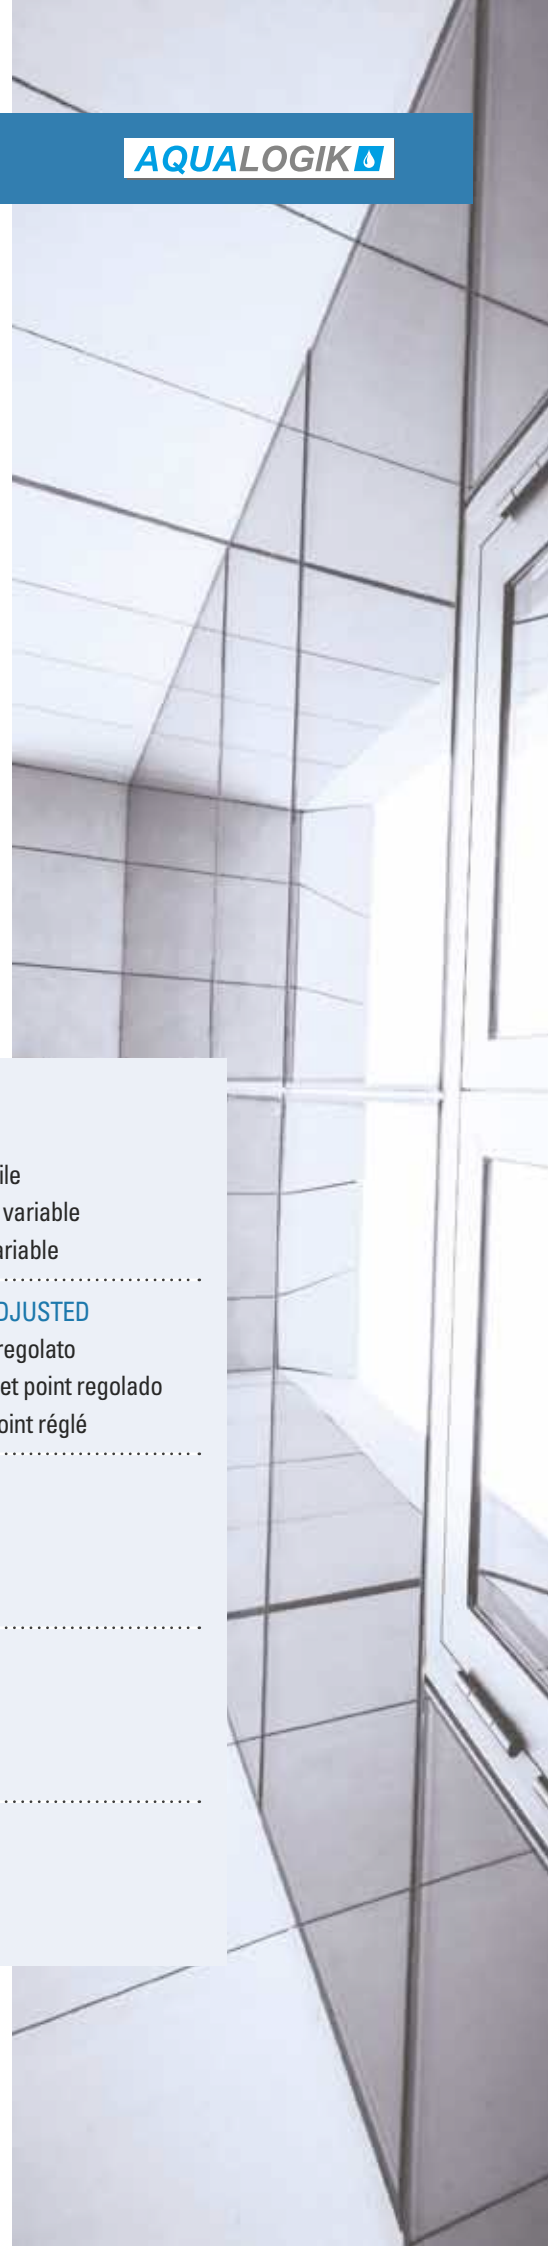 AQUALOGIK
ile
variable
ariable
DJUSTED
regolato
et point regolado
oint réglé